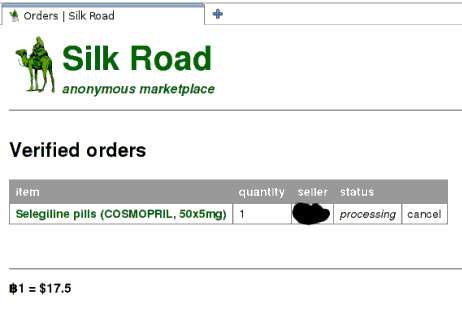 Orders | Silk Road
Silk Road
anonymous marketplace
Verified orders
item quantity seller status
Selegiline pills (COSMOPRIL, 50x5mg) 1 processing cancel
฿1 = $17.5